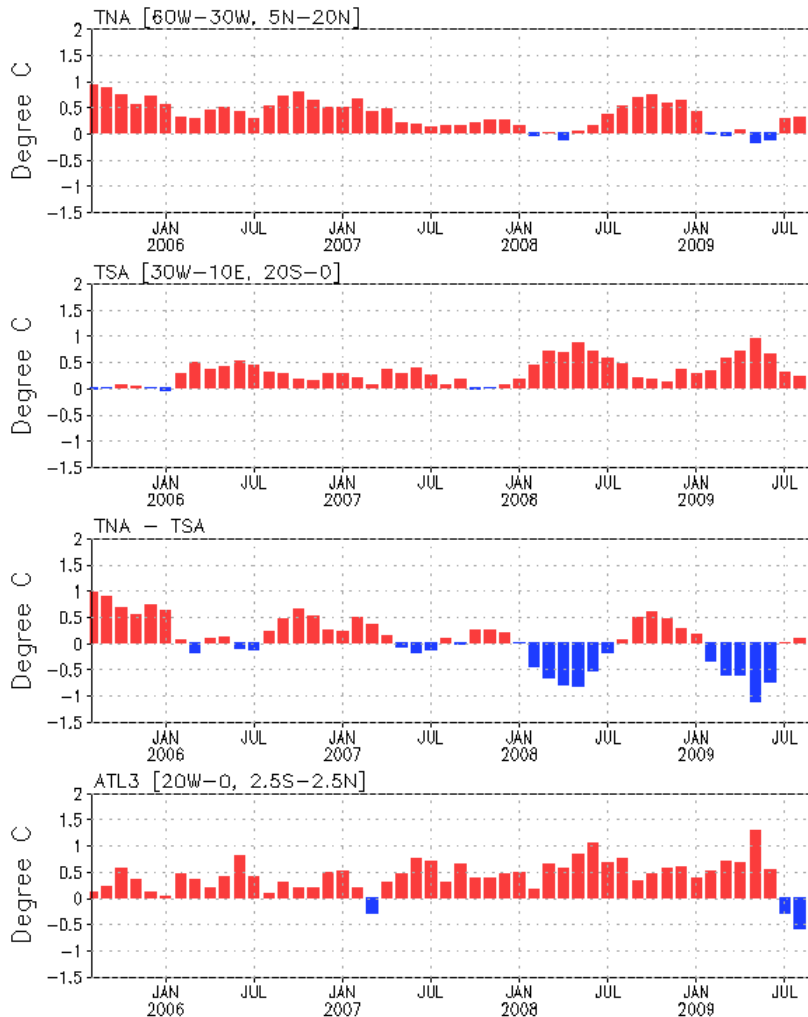 TNA [60W-30W, 5N-20N]
Degree C
2
1.5
1
0.5
0
-0.5
-1
-1.5
JAN JUL JAN JUL JAN JUL JAN JUL
2006 2007 2008 2009
TSA [30W-10E, 20S-0]
Degree C
2
1.5
1
0.5
0
-0.5
-1
-1.5
JAN JUL JAN JUL JAN JUL JAN JUL
2006 2007 2008 2009
TNA - TSA
Degree C
2
1.5
1
0.5
0
-0.5
-1
-1.5
JAN JUL JAN JUL JAN JUL JAN JUL
2006 2007 2008 2009
ATL3 [20W-0, 2.5S-2.5N]
Degree C
2
1.5
1
0.5
0
-0.5
-1
-1.5
JAN JUL JAN JUL JAN JUL JAN JUL
2006 2007 2008 2009